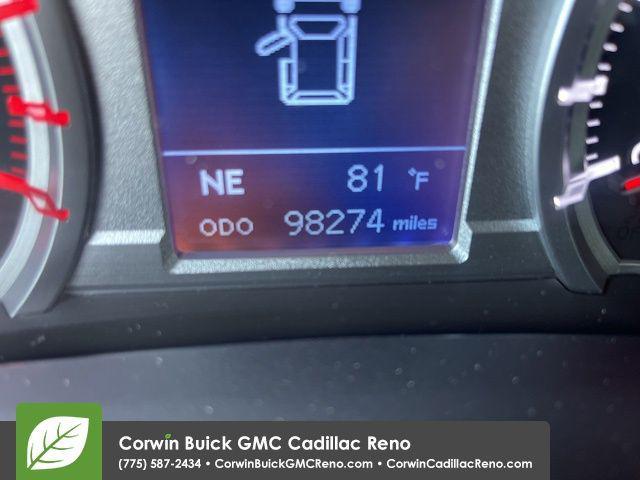 NE 81 °F
ODO 98274 miles
Corwin Buick GMC Cadillac Reno
(775) 587-2434 • CorwinBuickGMCReno.com • CorwinCadillacReno.com